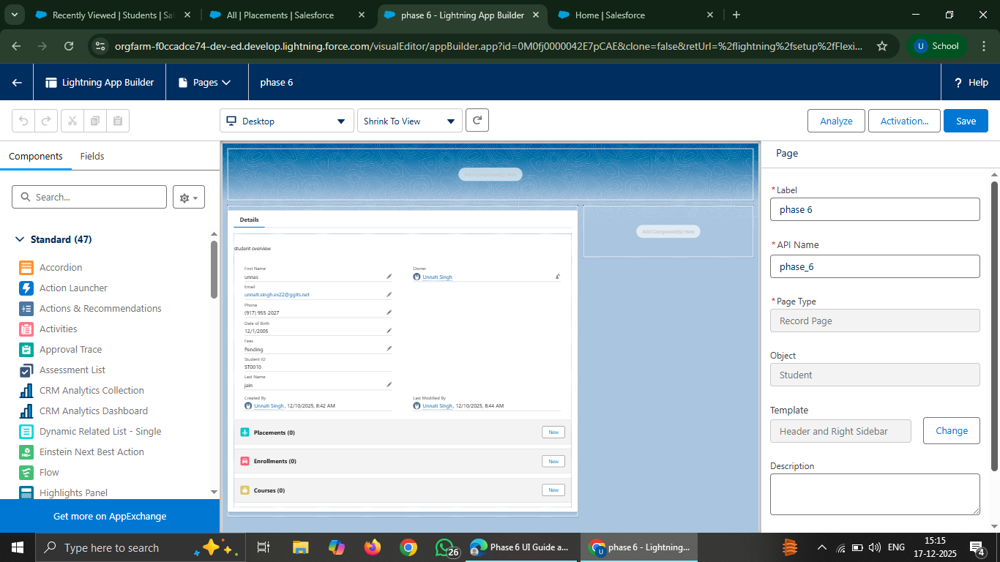 Recently Viewed | Students | Sa
All | Placements | Salesforce
phase 6 - Lightning App Builder
Home | Salesforce
orgfarm-f0ccadce74-dev-ed.develop.lightning.force.com/visualEditor/appBuilder.app?id=0M0fj0000042E7pCAE&clone=false&retUrl=%2flightning%2fsetup%2fFlexi...
U
School
Lightning App Builder
Pages
phase 6
? Help
Desktop
Shrink To View
Analyze
Activation...
Save
Components
Fields
Search...
Standard (47)
Accordion
Action Launcher
Actions & Recommendations
Activities
Approval Trace
Assessment List
CRM Analytics Collection
CRM Analytics Dashboard
Dynamic Related List - Single
Einstein Next Best Action
Flow
Highlights Panel
Get more on AppExchange
Add Component(s) Here
Details
student overview
First Name
unnas
Owner
Unnati Singh
Email
unnati.singh.ex22@ggits.net
Phone
(917) 955-2027
Date of Birth
12/1/2005
Fees
Pending
Student ID
ST0010
Last Name
jain
Created By
Unnati Singh, 12/10/2025, 8:42 AM
Last Modified By
Unnati Singh, 12/10/2025, 8:44 AM
Placements (0)
New
Enrollments (0)
New
Courses (0)
New
Add Component(s) Here
Page
*Label
phase 6
*API Name
phase_6
*Page Type
Record Page
Object
Student
Template
Header and Right Sidebar
Change
Description
Type here to search
26
Phase 6 UI Guide a...
U
phase 6 - Lightning...
ENG
15:15
17-12-2025
4